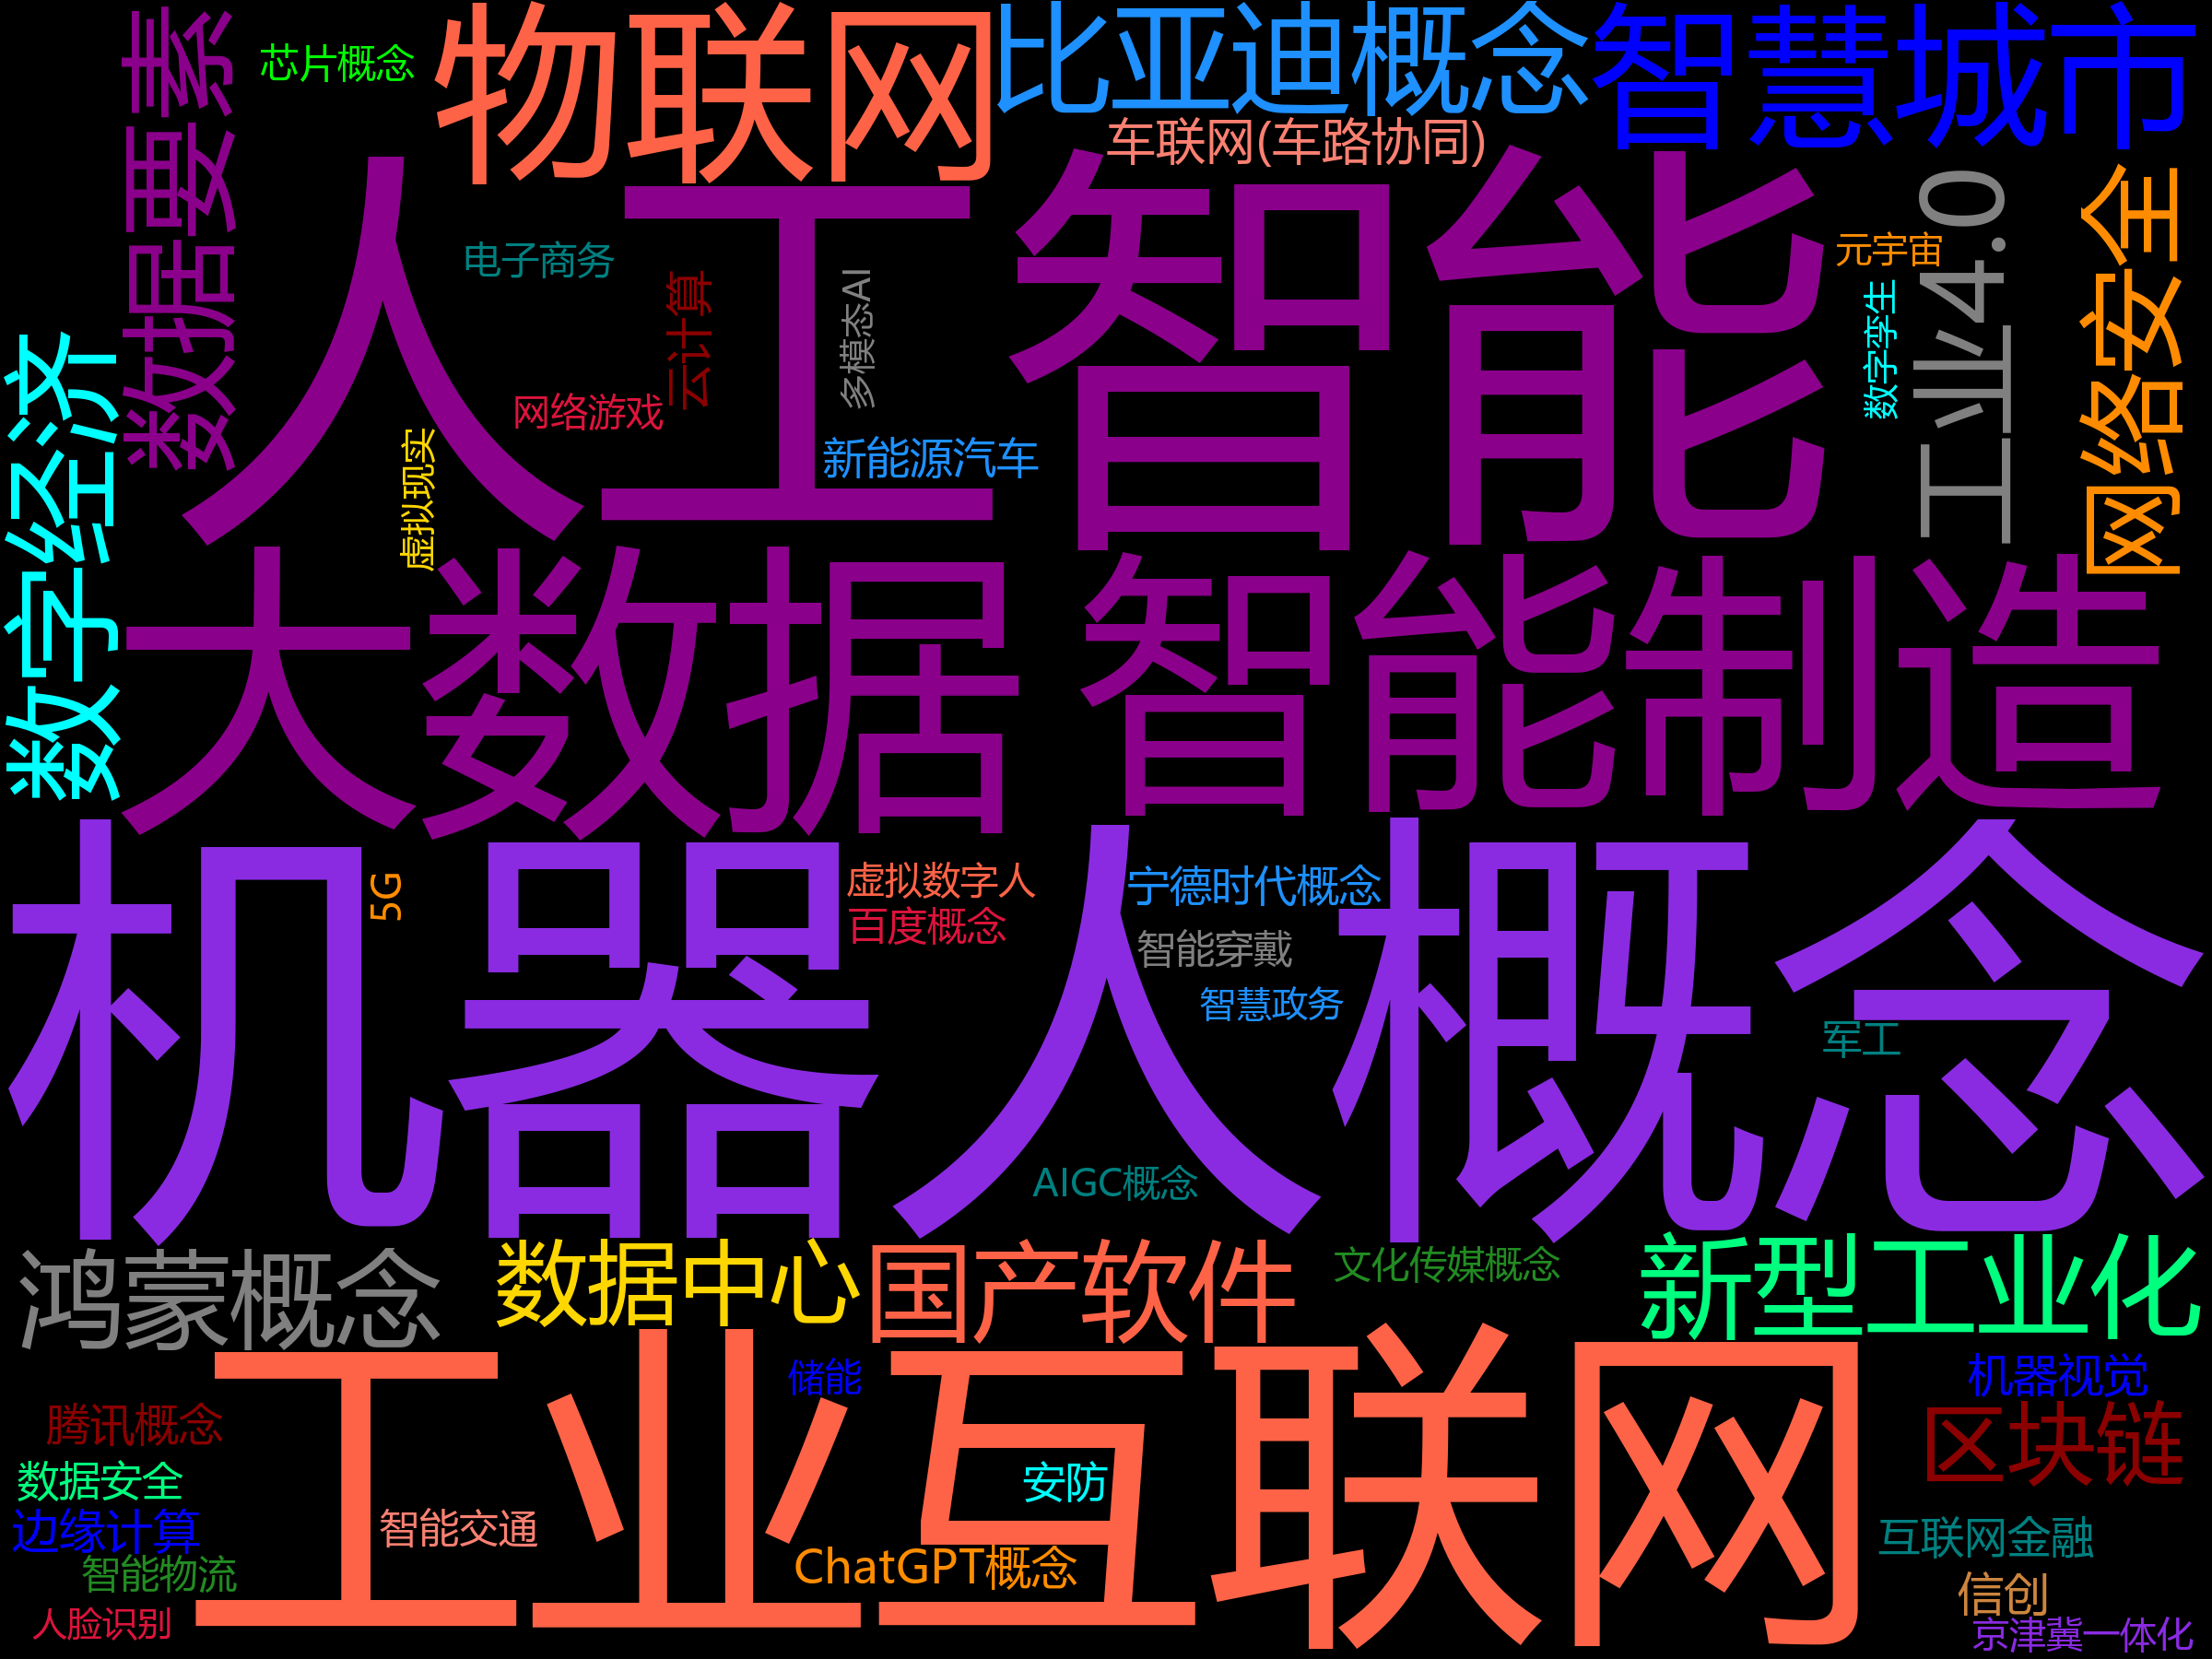 芯片概念
物联网
比亚迪概念
智慧城市
车联网(车路协同)
数据要素
人工智能
工业4.0
网络安全
元宇宙
数字孪生
电子商务
云计算
多模态AI
网络游戏
新能源汽车
虚拟现实
数字经济
大数据
智能制造
机器人概念
5G
虚拟数字人
百度概念
宁德时代概念
智能穿戴
智慧政务
军工
AIGC概念
鸿蒙概念
数据中心
国产软件
文化传媒概念
新型工业化
工业互联网
储能
机器视觉
腾讯概念
区块链
数据安全
安防
边缘计算
智能交通
互联网金融
智能物流
ChatGPT概念
信创
人脸识别
京津冀一体化